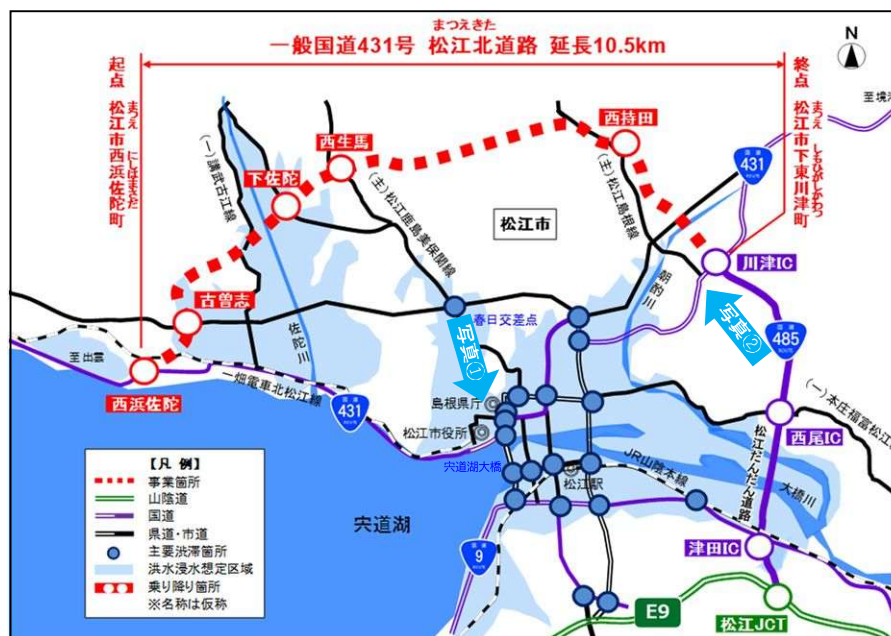 まつえきた
一般国道431号 松江北道路 延長10.5km
N
起点 松江市西浜佐陀町
まつえ にしはまさだ
終点 松江市下東川津町
まつえ しもひがしかわつ
至境港
西持田
西生馬
下佐陀
古曽志
西浜佐陀
(一)講武古江線
(主)松江鹿島美保関線
(主)松江島根線
松江市
国道
431
ROUTE
川津IC
朝酌川
春日交差点
佐陀川
写真①
写真②
国道
485
ROUTE
至出雲
一畑電車北松江線
国道
431
ROUTE
島根県庁
松江市役所
宍道湖大橋
松江駅
JR山陰本線
西尾IC
(一)本庄福富松江
松江だんだん道路
大橋川
津田IC
宍道湖
国道
9
ROUTE
E9
松江JCT
【凡 例】
事業箇所
山陰道
国道
県道・市道
主要渋滞箇所
洪水浸水想定区域
乗り降り箇所
※名称は仮称